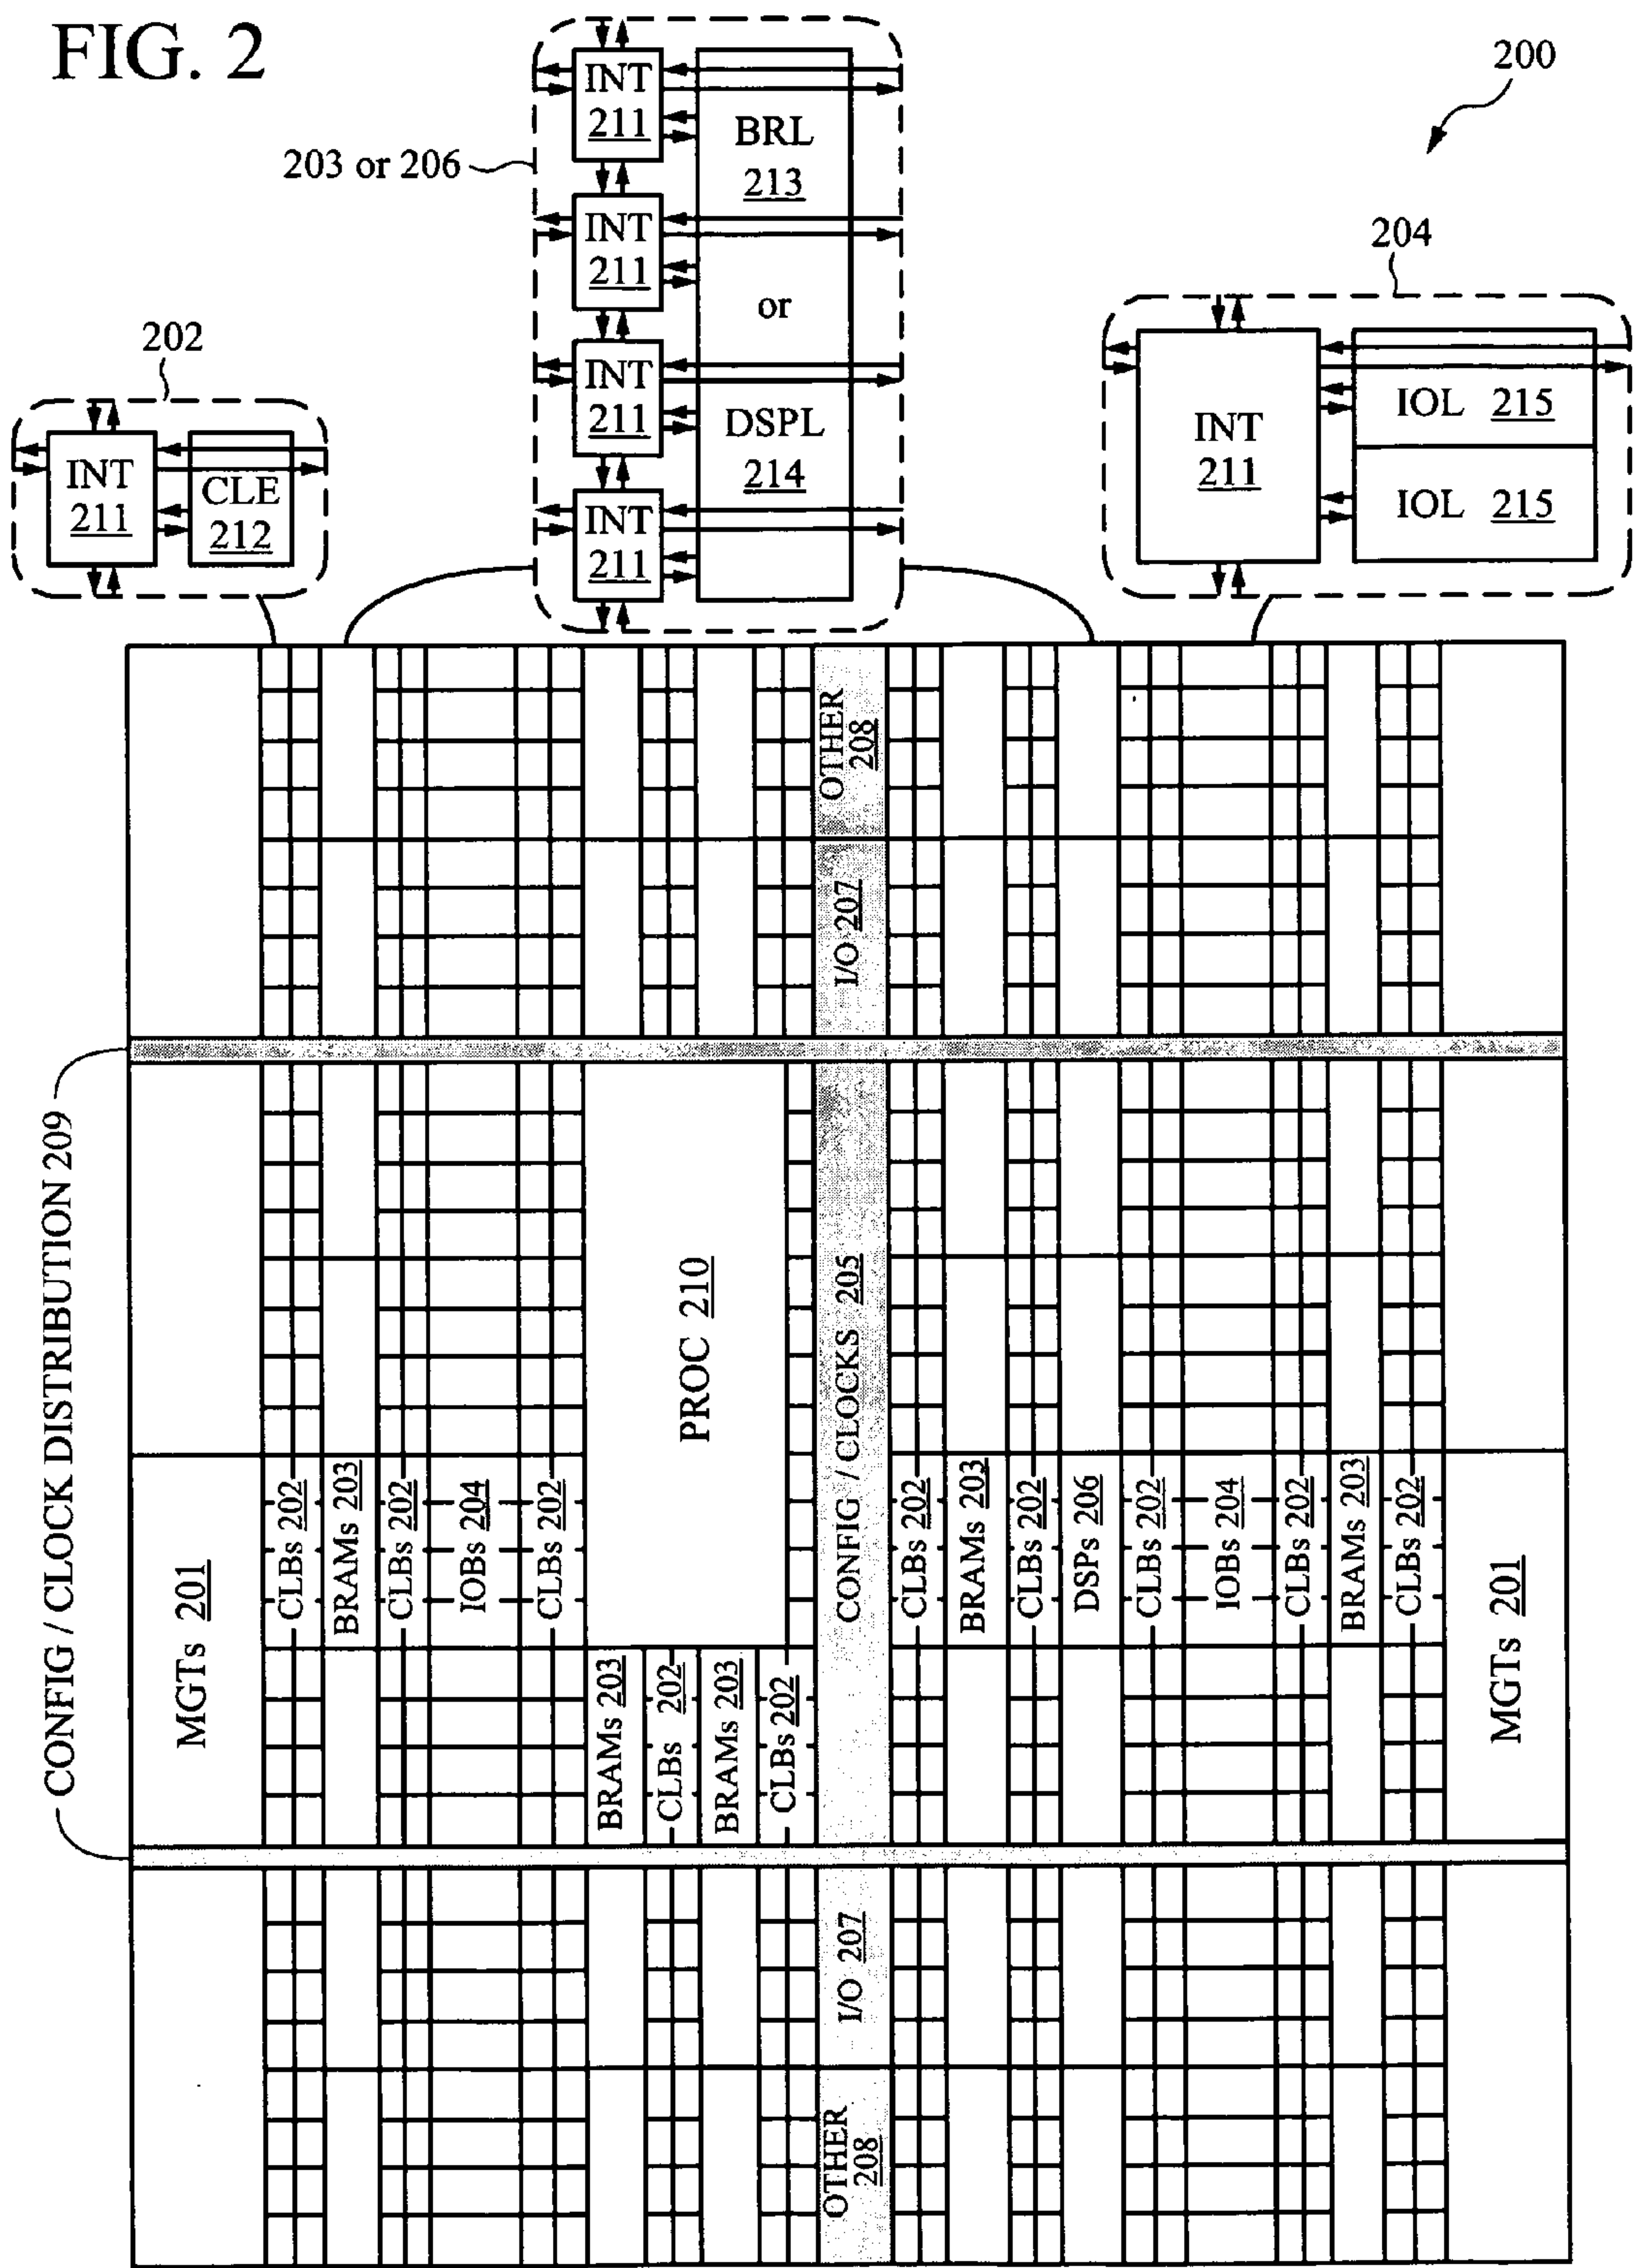 FIG. 2
200
203 or 206
204
202
INT
211
INT
211
INT
211
INT
211
BRL
213
or
DSPL
214
INT
211
CLE
212
INT
211
IOL 215
IOL 215
OTHER
208
I/O 207
CONFIG / CLOCK DISTRIBUTION 209
PROC 210
CONFIG / CLOCKS 205
MGTs 201
CLBs 202
BRAMs 203
CLBs 202
IOBs 204
CLBs 202
BRAMs 203
CLBs 202
BRAMs 203
CLBs 202
CLBs 202
BRAMs 203
CLBs 202
DSPs 206
CLBs 202
IOBs 204
CLBs 202
BRAMs 203
CLBs 202
MGTs 201
I/O 207
OTHER
208